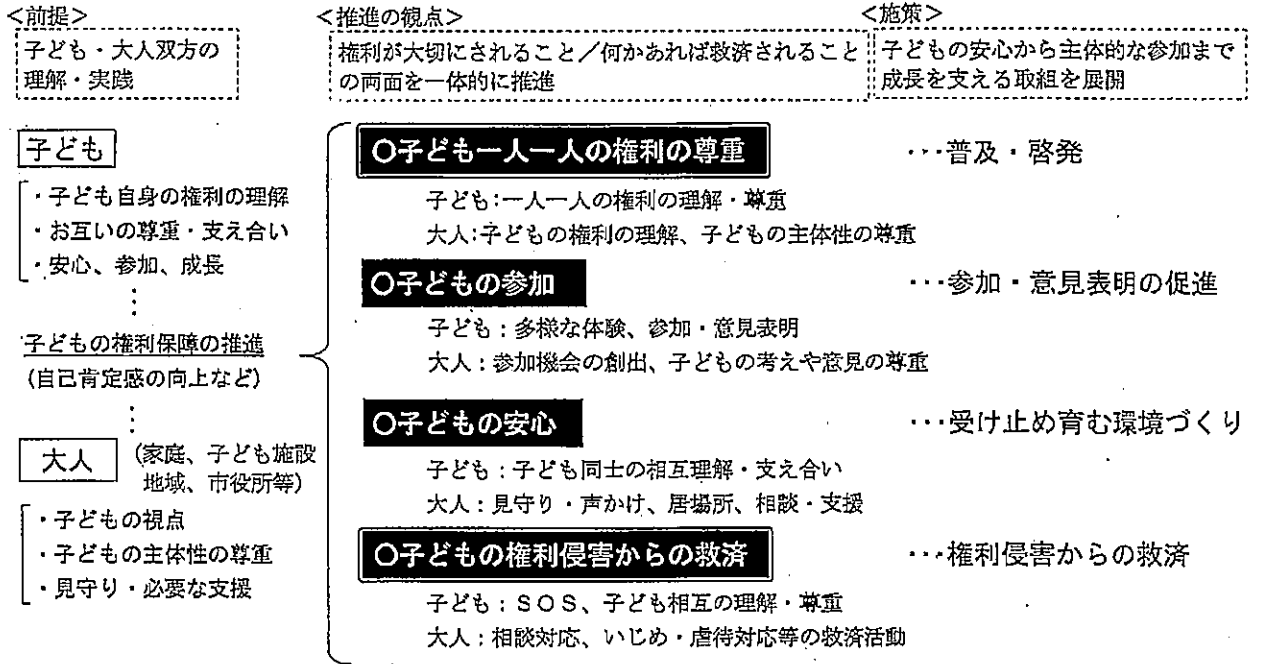 <前提>
子ども・大人双方の
理解・実践
<推進の観点>
権利が大切にされること/何かあれば救済されること
の両面を一体的に推進
<施策>
子どもの安心から主体的な参加まで
成長を支える取組を展開
子ども
・子ども自身の権利の理解
・お互いの尊重・支え合い
・安心、参加、成長
子どもの権利保障の推進
(自己肯定感の向上など)
大人
(家庭、子ども施設
地域、市役所等)
・子どもの視点
・子どもの主体性の尊重
・見守り・必要な支援
〇子ども一人一人の権利の尊重
…普及・啓発
子ども:一人一人の権利の理解・尊重
大人:子どもの権利の理解、子どもの主体性の尊重
〇子どもの参加
…参加・意見表明の促進
子ども:多様な体験、参加・意見表明
大人:参加機会の創出、子どもの考えや意見の尊重
〇子どもの安心
…受け止め育む環境づくり
子ども:子ども同士の相互理解・支え合い
大人:見守り・声かけ、居場所、相談・支援
〇子どもの権利侵害からの救済
…権利侵害からの救済
子ども:SOS、子ども相互の理解・尊重
大人:相談対応、いじめ・虐待対応等の救済活動